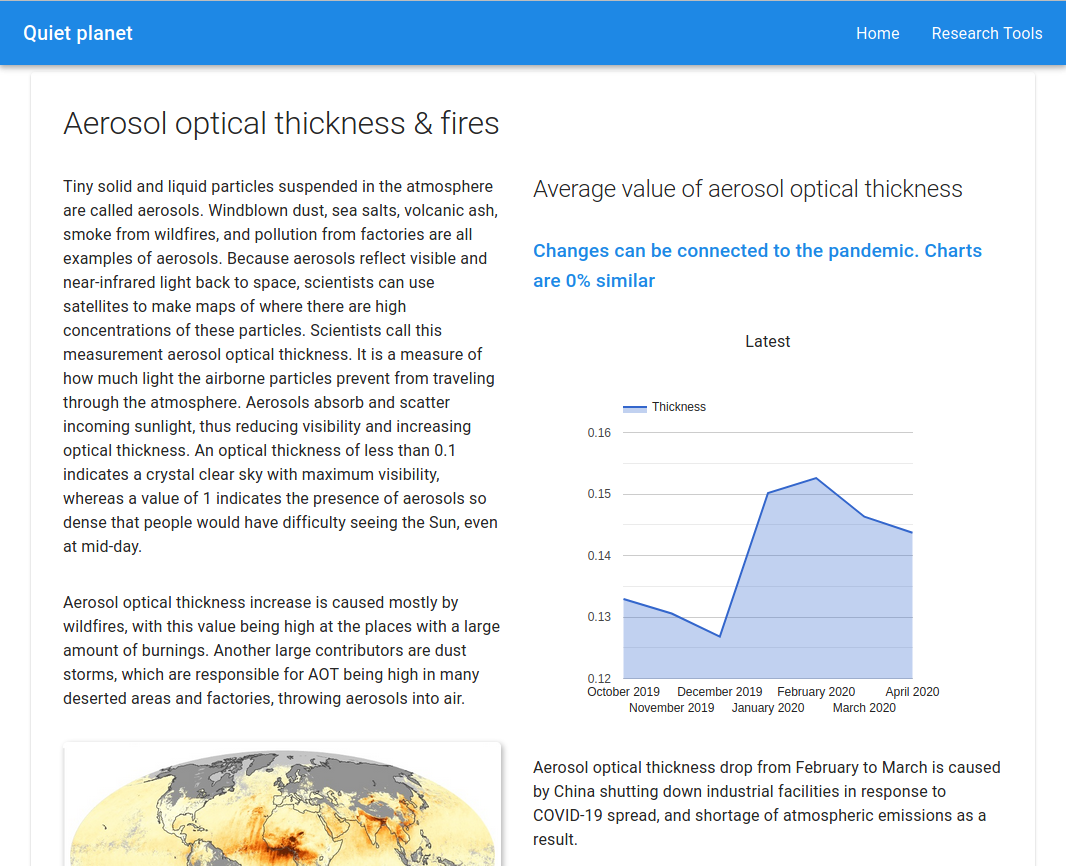 Quiet planet
Home
Research Tools
Aerosol optical thickness & fires
Tiny solid and liquid particles suspended in the atmosphere
are called aerosols. Windblown dust, sea salts, volcanic ash,
smoke from wildfires, and pollution from factories are all
examples of aerosols. Because aerosols reflect visible and
near-infrared light back to space, scientists can use
satellites to make maps of where there are high
concentrations of these particles. Scientists call this
measurement aerosol optical thickness. It is a measure of
how much light the airborne particles prevent from traveling
through the atmosphere. Aerosols absorb and scatter
incoming sunlight, thus reducing visibility and increasing
optical thickness. An optical thickness of less than 0.1
indicates a crystal clear sky with maximum visibility,
whereas a value of 1 indicates the presence of aerosols so
dense that people would have difficulty seeing the Sun, even
at mid-day.
Aerosol optical thickness increase is caused mostly by
wildfires, with this value being high at the places with a large
amount of burnings. Another large contributors are dust
storms, which are responsible for AOT being high in many
deserted areas and factories, throwing aerosols into air.
Average value of aerosol optical thickness
Changes can be connected to the pandemic. Charts
are 0% similar
Latest
Thickness
0.16
0.15
0.14
0.13
0.12
October 2019
November 2019
December 2019
January 2020
February 2020
March 2020
April 2020
Aerosol optical thickness drop from February to March is caused
by China shutting down industrial facilities in response to
COVID-19 spread, and shortage of atmospheric emissions as a
result.